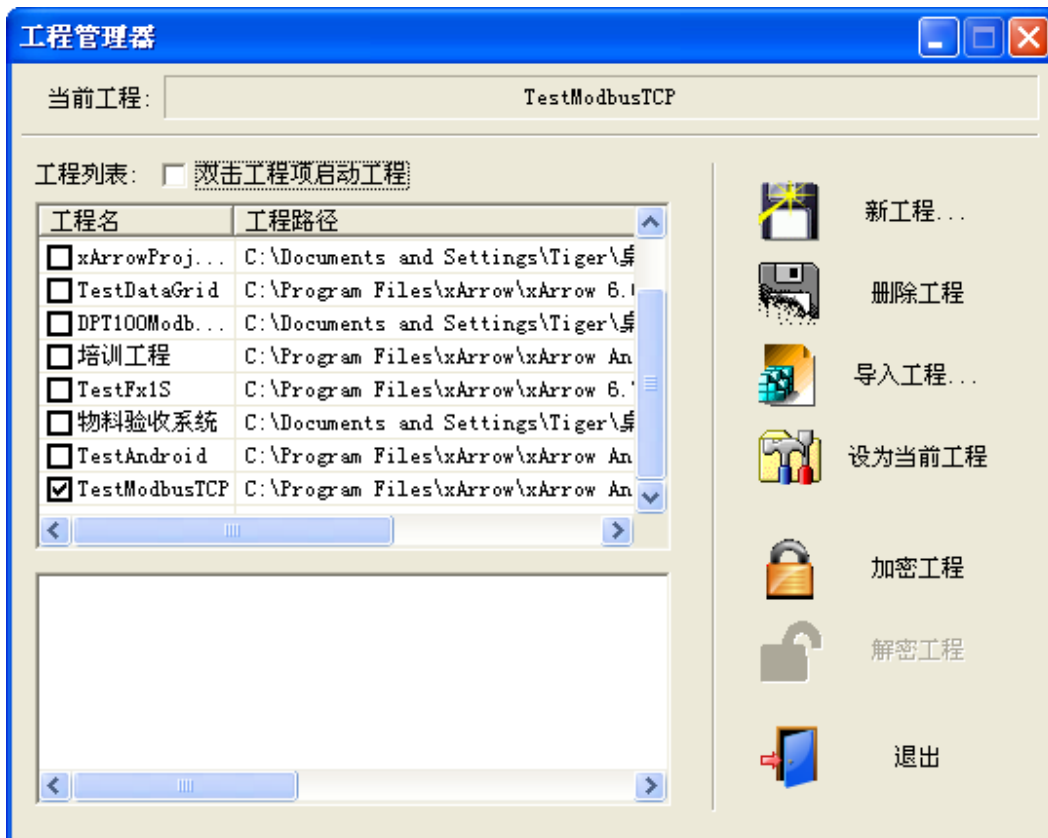 工程管理器
当前工程: TestModbusTCP
工程列表: 双击工程项启动工程
工程名 工程路径
xArrowProj... C:\Documents and Settings\Tiger\桌
TestDataGrid C:\Program Files\xArrow\xArrow 6.
DPT100Modb... C:\Documents and Settings\Tiger\桌
培训工程 C:\Program Files\xArrow\xArrow An
TestFx1S C:\Program Files\xArrow\xArrow 6.
物料验收系统 C:\Documents and Settings\Tiger\桌
TestAndroid C:\Program Files\xArrow\xArrow An
TestModbusTCP C:\Program Files\xArrow\xArrow An
新工程...
删除工程
导入工程...
设为当前工程
加密工程
解密工程
退出